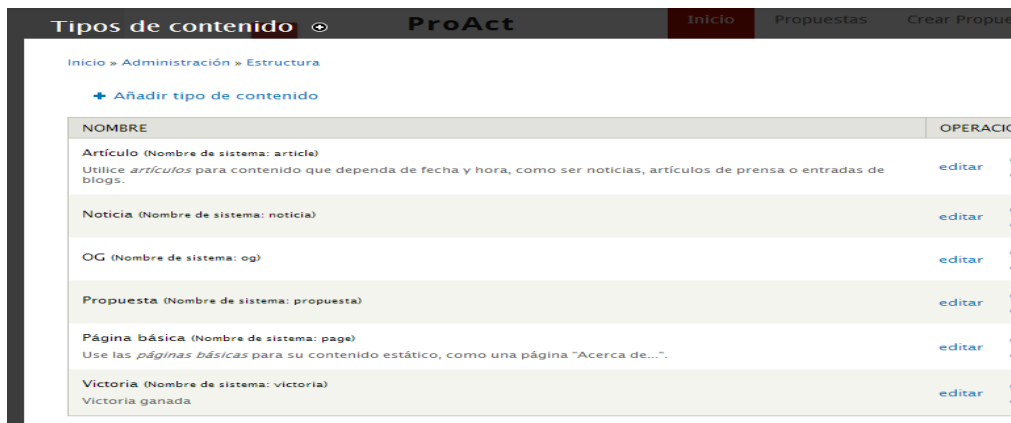 Tipos de contenido
ProAct
Inicio Propuestas Crear Propue
Inicio » Administración » Estructura
+ Añadir tipo de contenido
NOMBRE OPERACIO
Artículo (Nombre de sistema: article)
Utilice artículos para contenido que dependa de fecha y hora, como ser noticias, artículos de prensa o entradas de
blogs.
editar
Noticia (Nombre de sistema: noticia) editar
OG (Nombre de sistema: og) editar
Propuesta (Nombre de sistema: propuesta) editar
Página básica (Nombre de sistema: page)
Use las páginas básicas para su contenido estático, como una página "Acerca de...".
editar
Victoria (Nombre de sistema: victoria)
Victoria ganada
editar